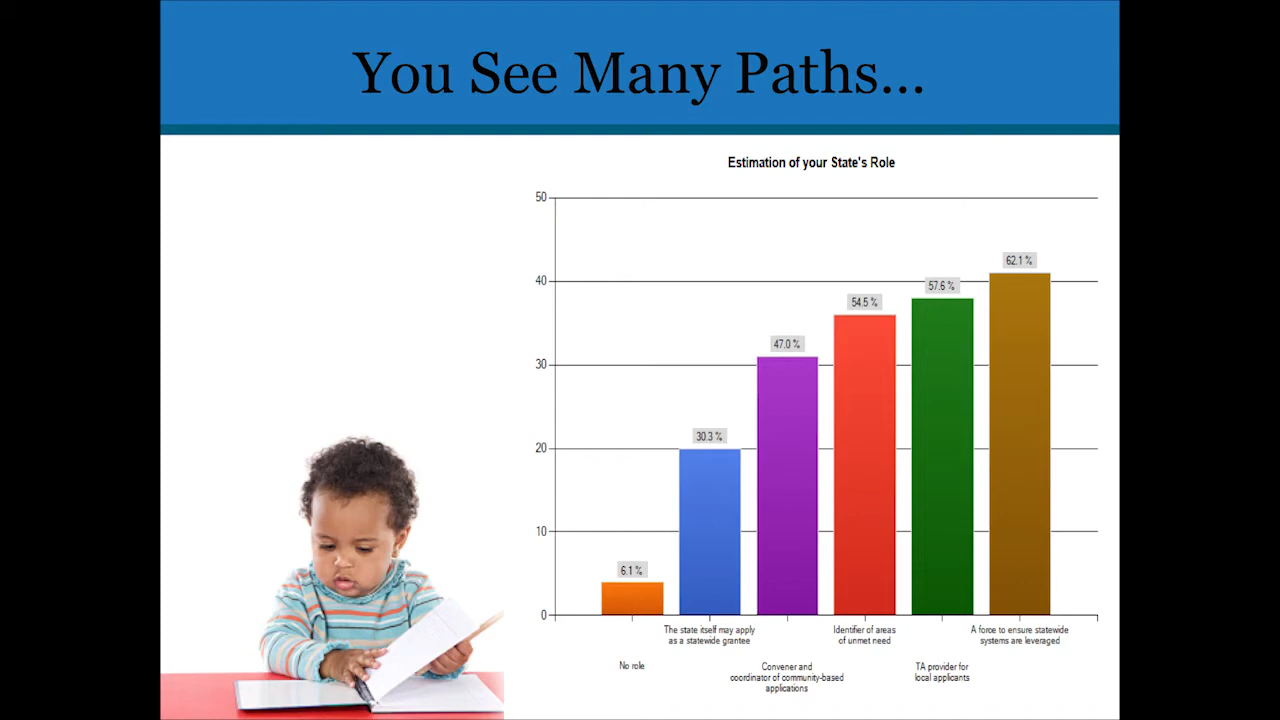 You See Many Paths...
Estimation of your State's Role
50
40
30
20
10
0
6.1 %
30.3 %
47.0 %
54.5 %
57.6 %
62.1 %
No role
The state itself may apply
as a statewide grantee
Convener and
coordinator of community-based
applications
Identifier of areas
of unmet need
TA provider for
local applicants
A force to ensure statewide
systems are leveraged